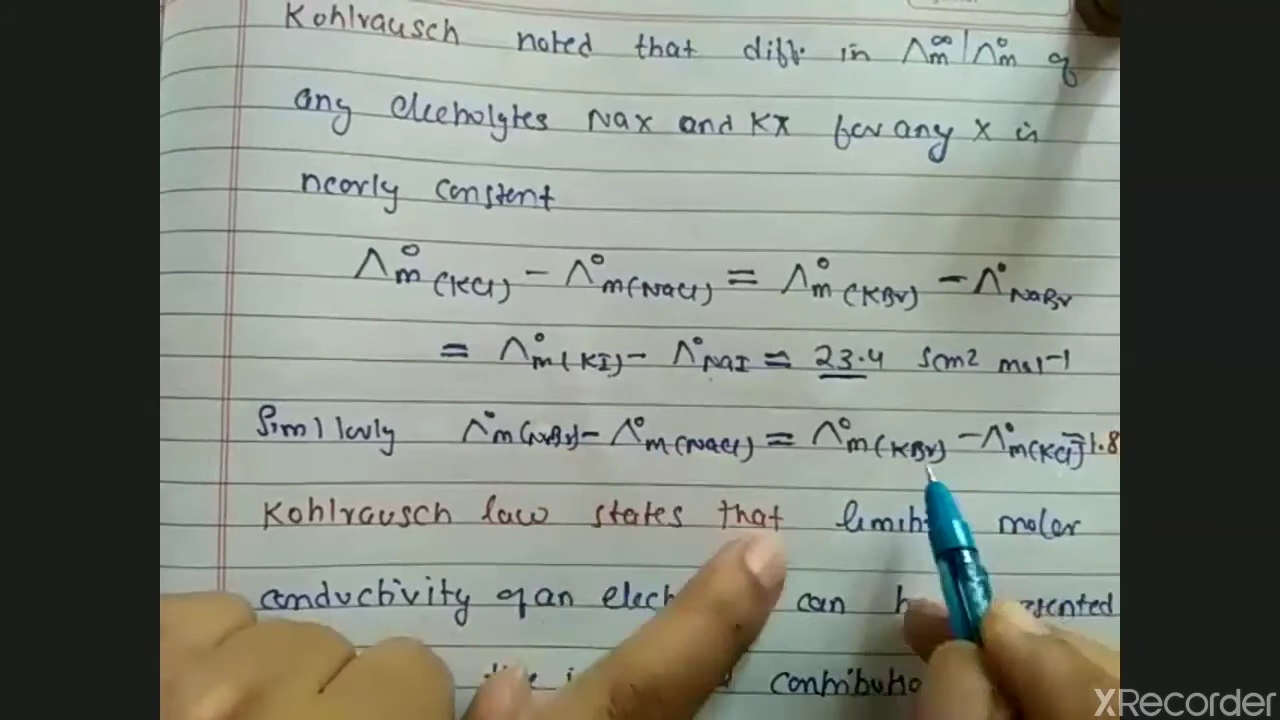 Kohlrausch noted that diff. in Λm∞ / Λm° of
any electrolytes NaX and KX for any X is
nearly constent
Λ°m(KCl) - Λ°m(NaCl) = Λ°m(KBr) - Λ°NaBr
= Λ°m(KI) - Λ°NaI = 23.4 Scm2 mol-1
Similarly Λ°m(NaBr) - Λ°m(NaCl) = Λ°m(KBr) - Λ°m(KCl) = 1.8
Kohlrausch law states that molar
conductivity of an can
XRecorder